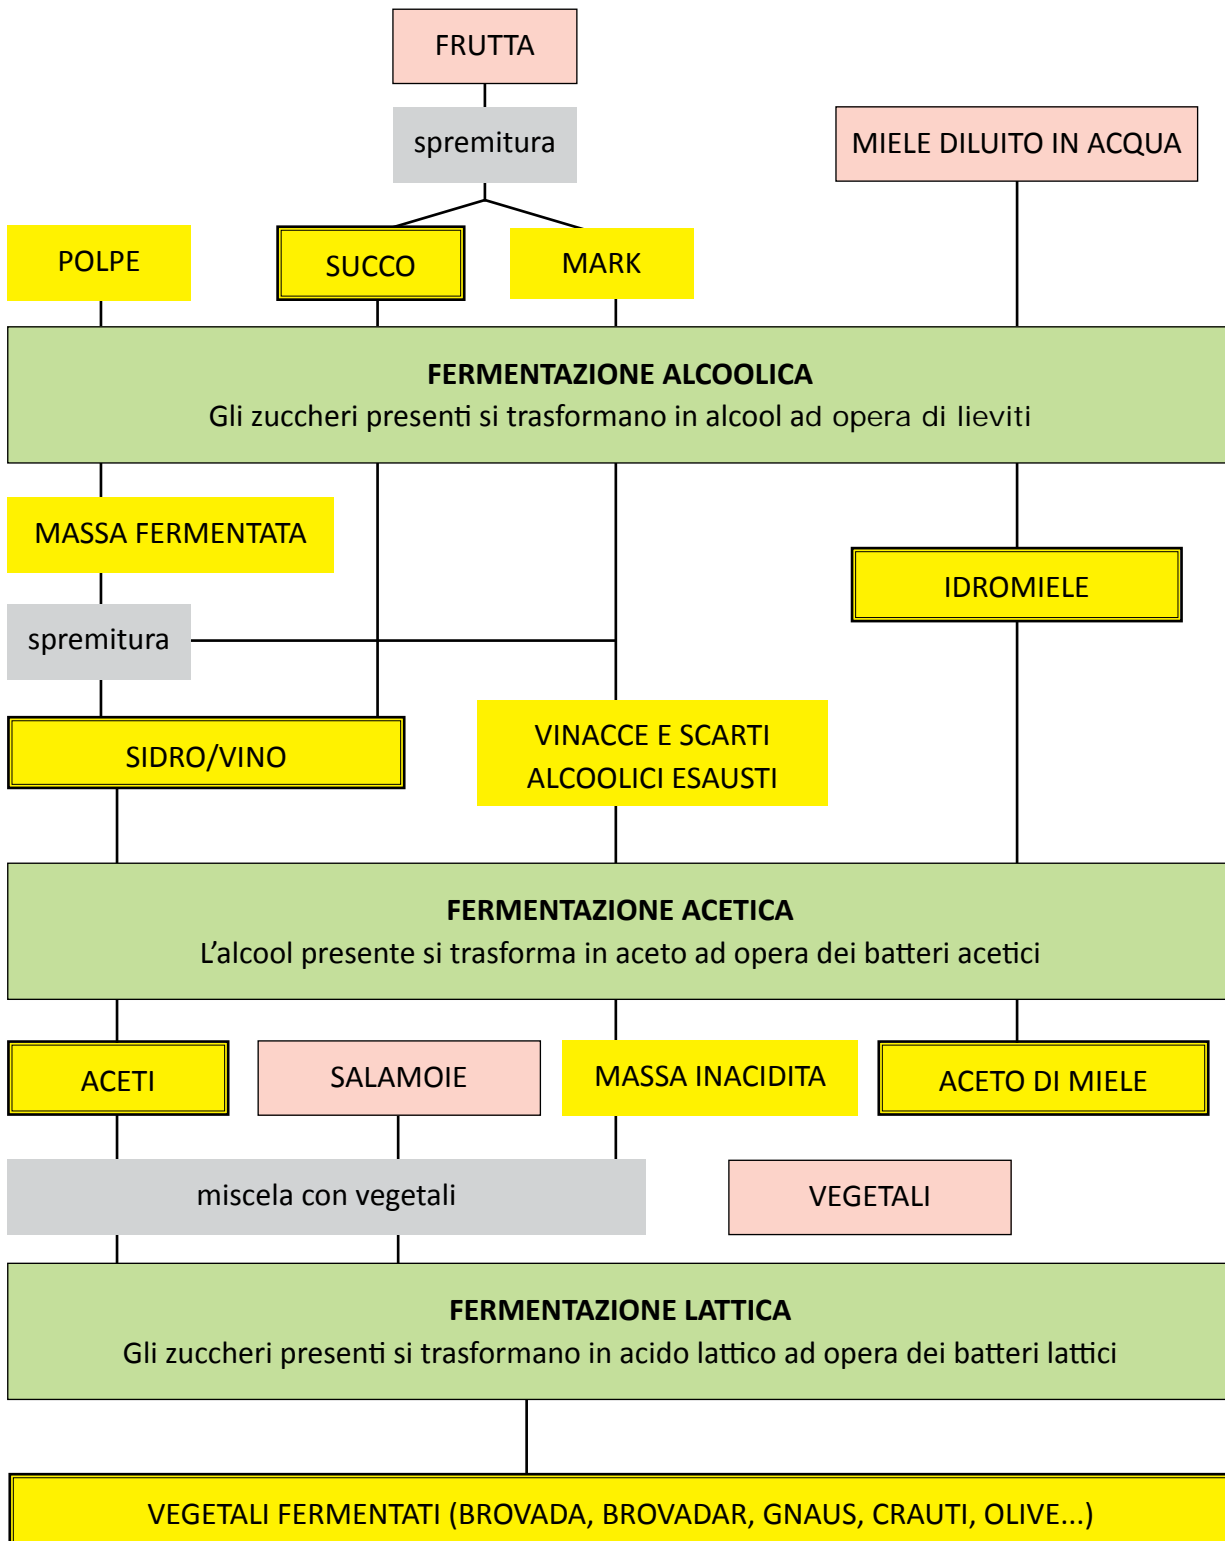 FRUTTA
spremitura
MIELE DILUITO IN ACQUA
POLPE
SUCCO
MARK
FERMENTAZIONE ALCOOLICA
Gli zuccheri presenti si trasformano in alcool ad opera di lieviti
MASSA FERMENTATA
IDROMIELE
spremitura
SIDRO/VINO
VINACCE E SCARTI
ALCOOLICI ESAUSTI
FERMENTAZIONE ACETICA
L’alcool presente si trasforma in aceto ad opera dei batteri acetici
ACETI
SALAMOIE
MASSA INACIDITA
ACETO DI MIELE
miscela con vegetali
VEGETALI
FERMENTAZIONE LATTICA
Gli zuccheri presenti si trasformano in acido lattico ad opera dei batteri lattici
VEGETALI FERMENTATI (BROVADA, BROVADAR, GNAUS, CRAUTI, OLIVE...)